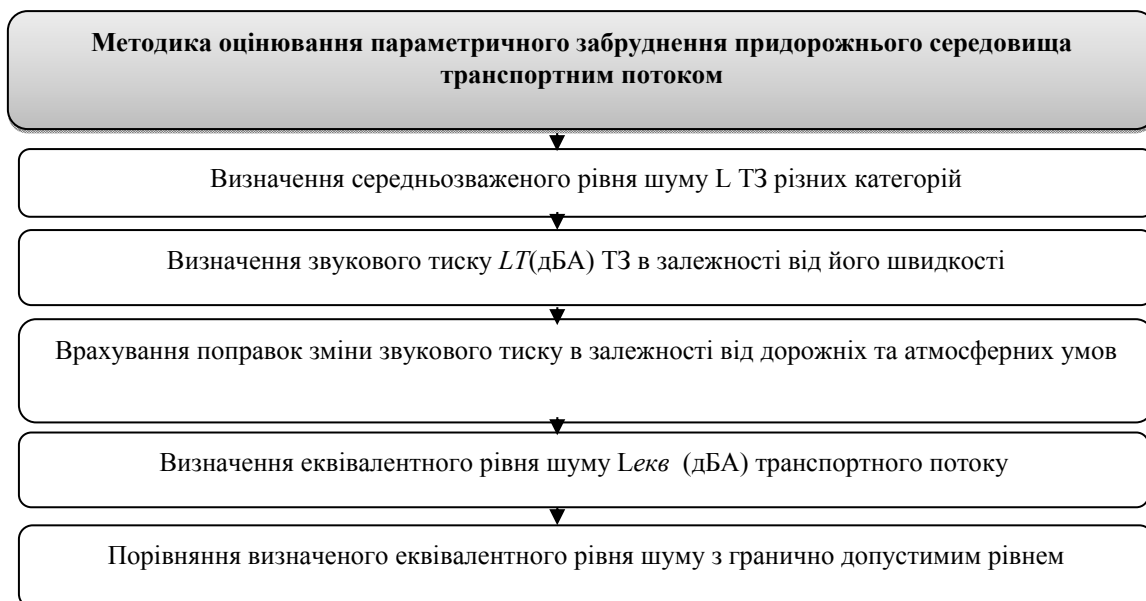 Методика оцінювання параметричного забруднення придорожнього середовища
транспортним потоком
Визначення середньозваженого рівня шуму L ТЗ різних категорій
Визначення звукового тиску LT(дБА) ТЗ в залежності від його швидкості
Врахування поправок зміни звукового тиску в залежності від дорожніх та атмосферних умов
Визначення еквівалентного рівня шуму Lекв (дБА) транспортного потоку
Порівняння визначеного еквівалентного рівня шуму з гранично допустимим рівнем